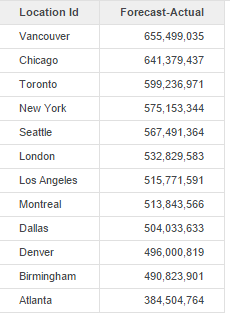 Location Id Forecast-Actual
Vancouver 655,499,035
Chicago 641,379,437
Toronto 599,236,971
New York 575,153,344
Seattle 567,491,364
London 532,829,583
Los Angeles 515,771,591
Montreal 513,843,566
Dallas 504,033,633
Denver 496,000,819
Birmingham 490,823,901
Atlanta 384,504,764